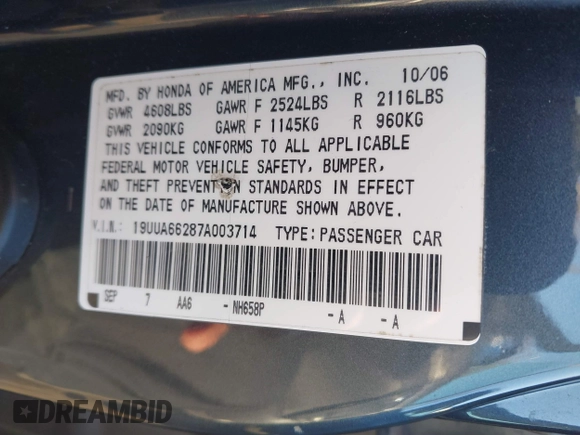 MFD. BY HONDA OF AMERICA MFG., INC. 10/06
GVWR 4608LBS GAWR F 2524LBS R 2116LBS
GVWR 2090KG GAWR F 1145KG R 960KG
THIS VEHICLE CONFORMS TO ALL APPLICABLE
FEDERAL MOTOR VEHICLE SAFETY, BUMPER,
AND THEFT PREVENTION STANDARDS IN EFFECT
ON THE DATE OF MANUFACTURE SHOWN ABOVE.
V.I.N.: 19UUA66287A003714 TYPE:PASSENGER CAR
SEP 7 AA6 - NH658P - A - A
DREAMBID